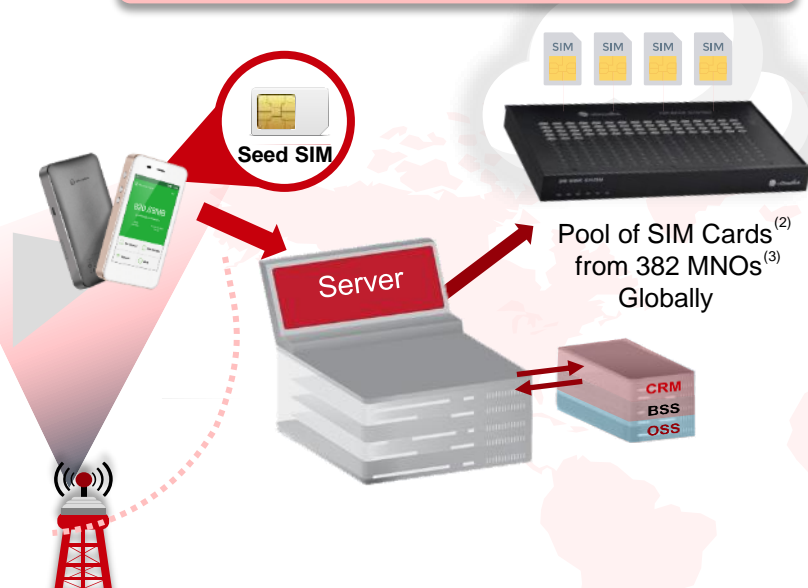 SIM SIM SIM SIM
Seed SIM
Pool of SIM Cards(2)
from 382 MNOs(3)
Globally
Server
CRM
BSS
OSS